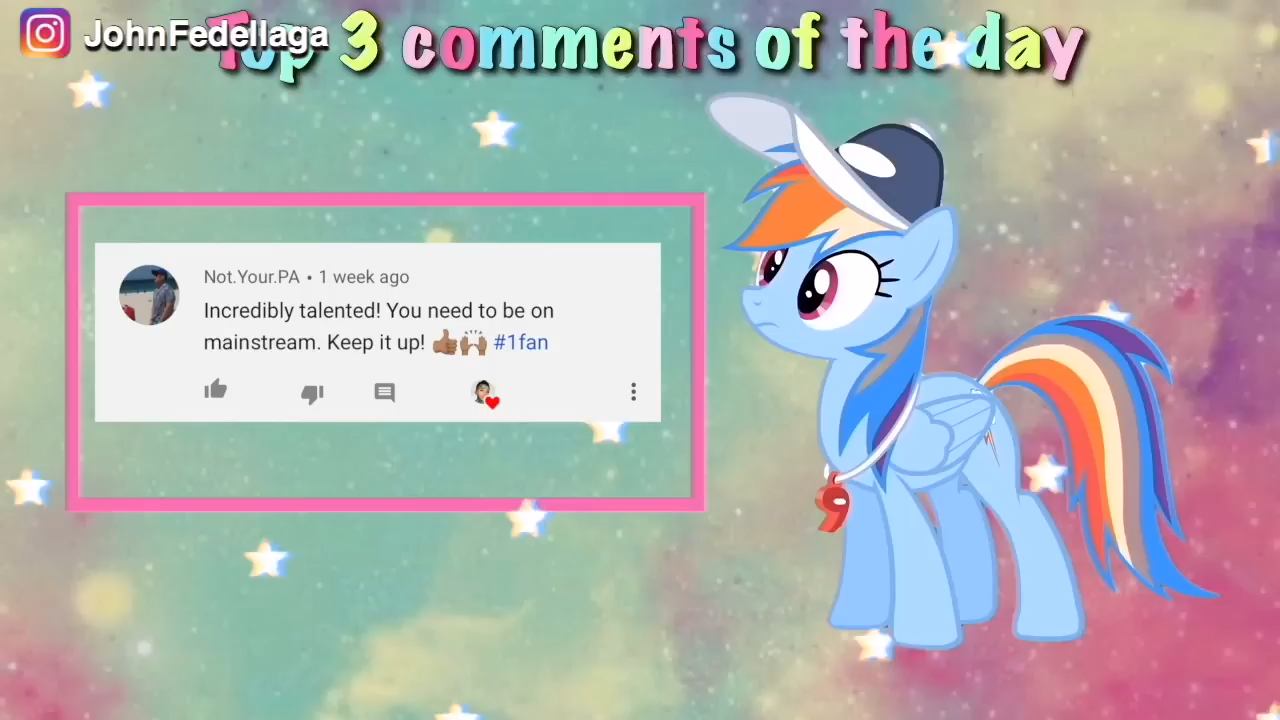 JohnFedellaga
Top 3 comments of the day
Not.Your.PA • 1 week ago
Incredibly talented! You need to be on
mainstream. Keep it up! 👍🏽🙌🏽 #1fan